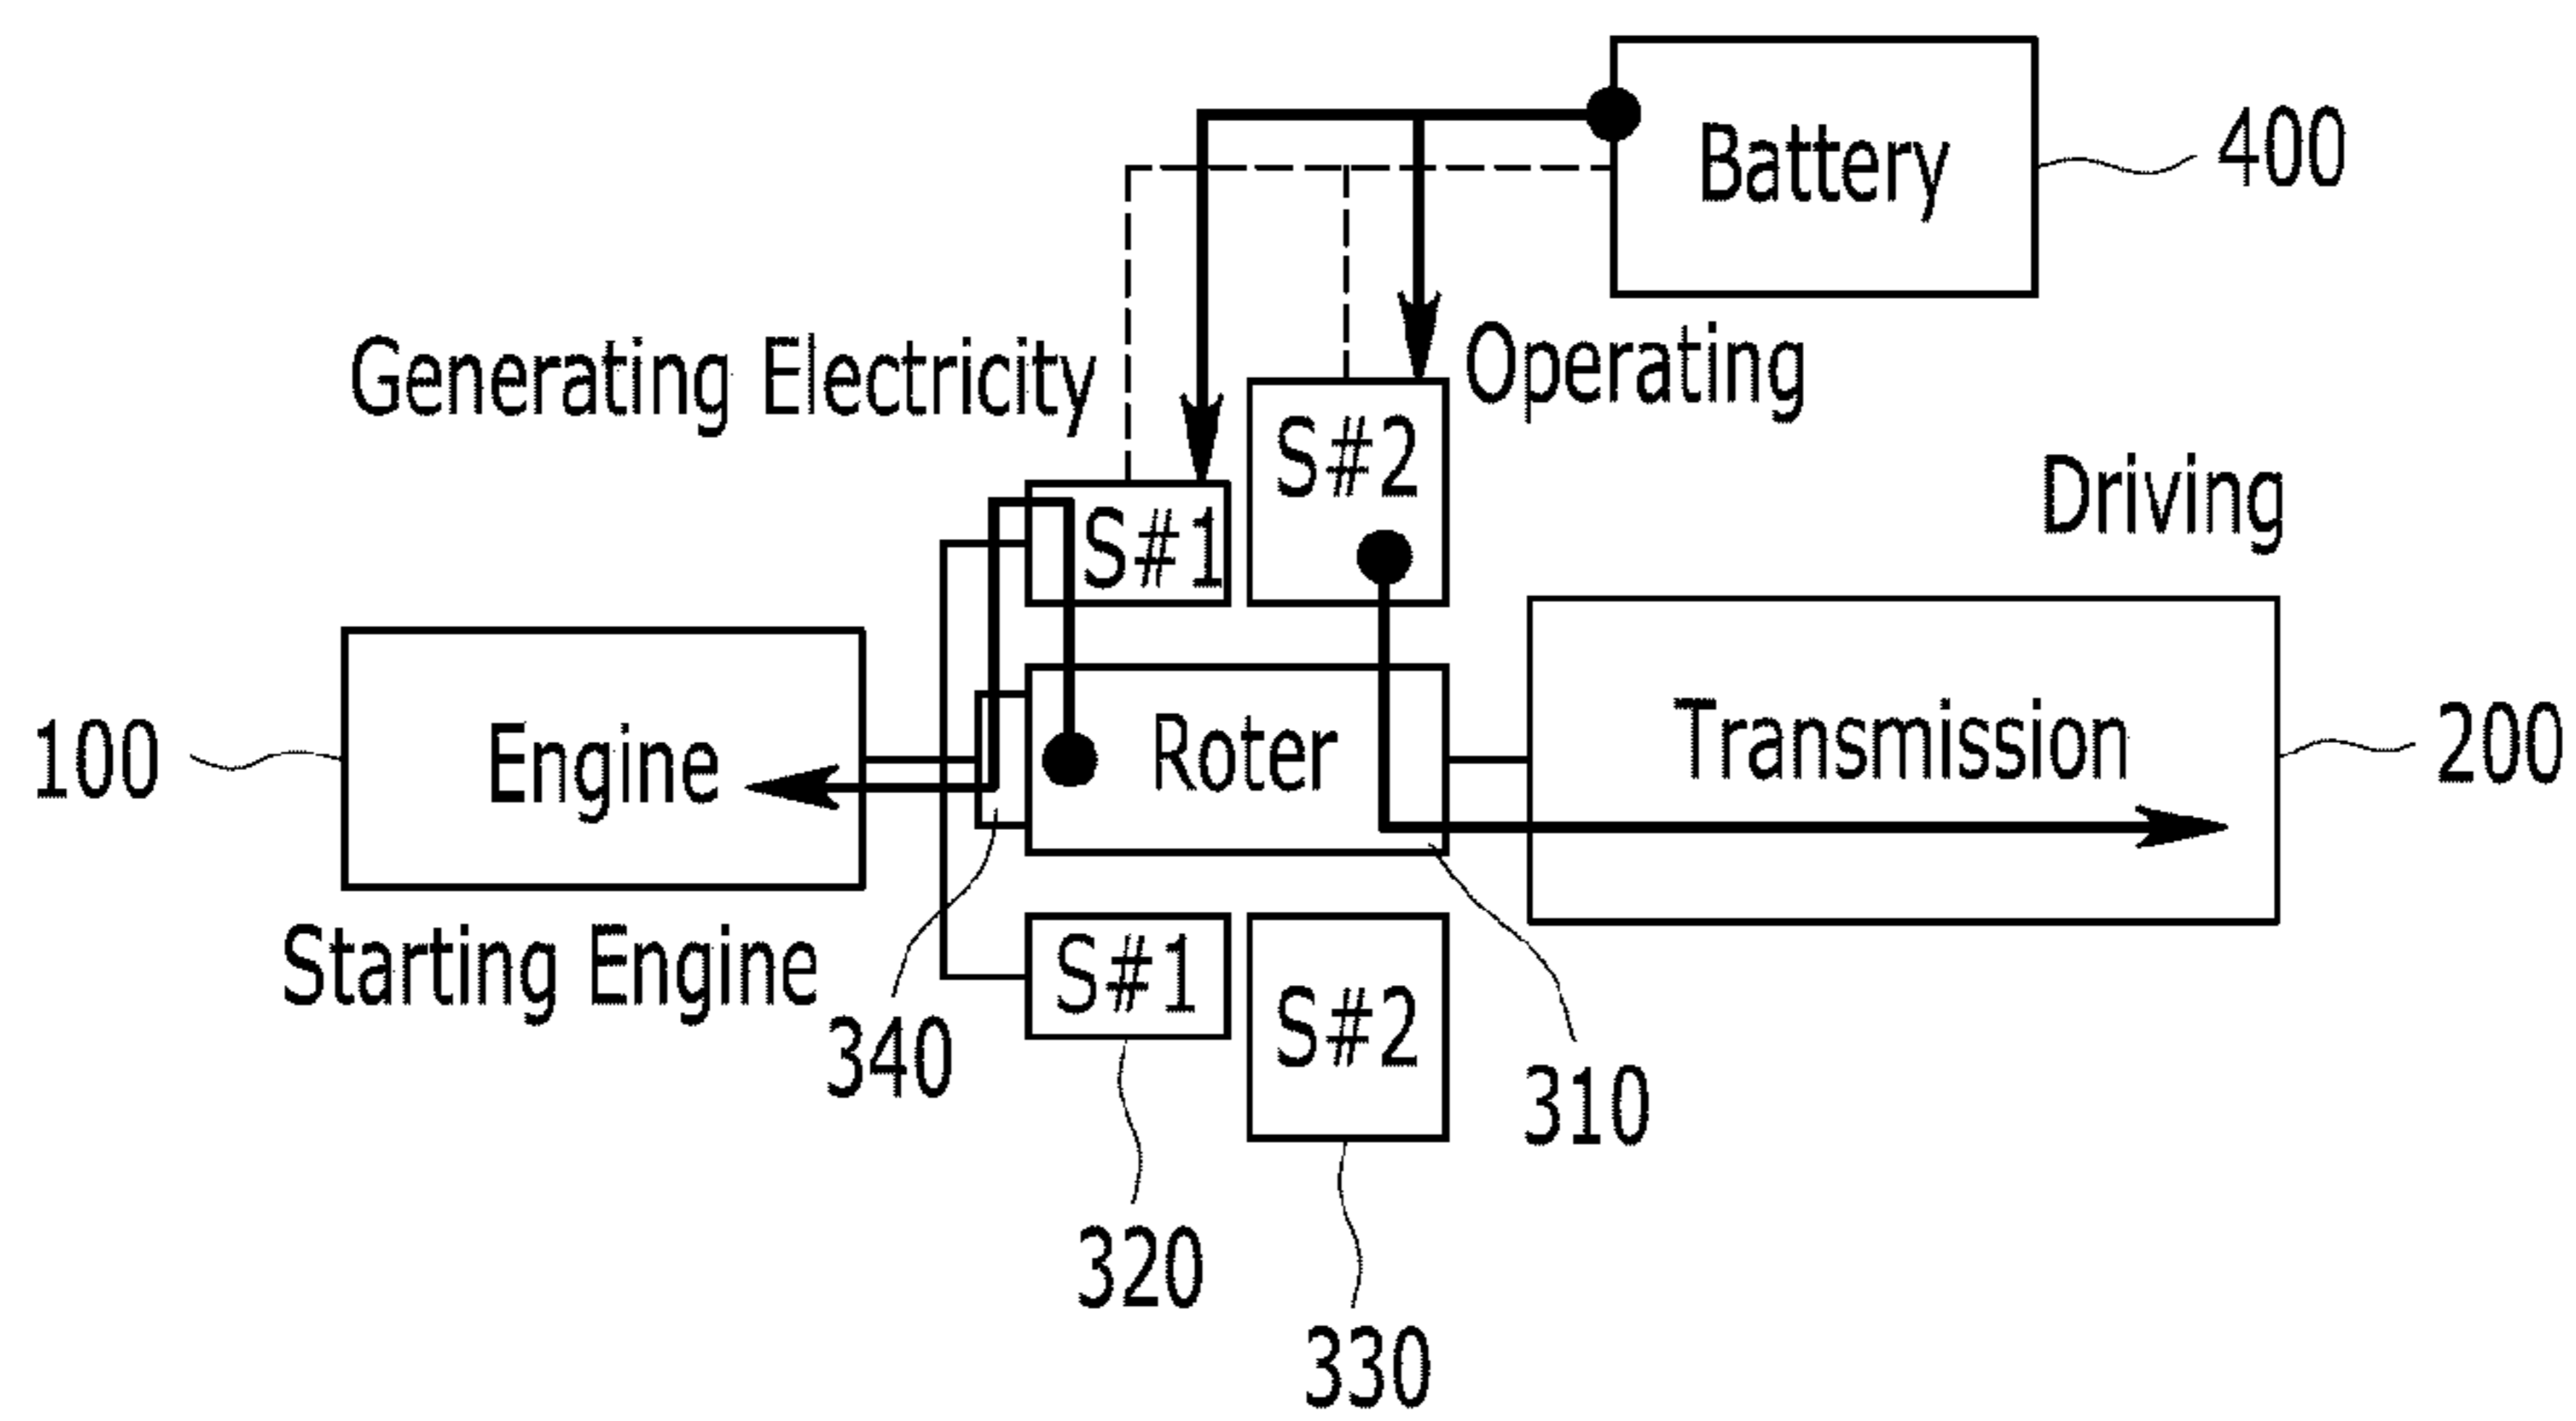 Battery
400
Generating Electricity
Operating
S#2
Driving
S#1
100
Engine
Roter
Transmission
200
Starting Engine
S#1
340
S#2
310
320
330